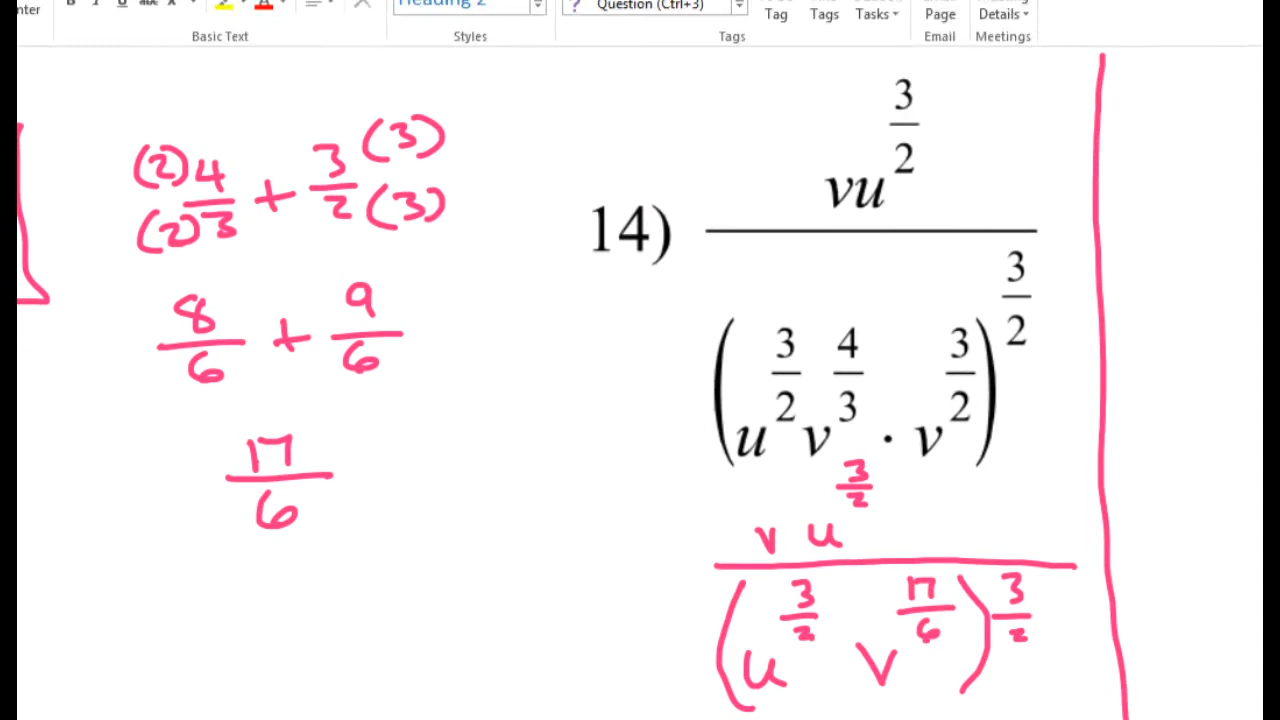 Heading 2
Question (Ctrl+3)
Tag Tags Tasks Page Details
Basic Text Styles Tags Email Meetings
(2)4/(2)3 + 3(3)/2(3)
8/6 + 9/6
17/6
14) vu^(3/2) / (u^(3/2) v^(4/3) · v^(3/2))^(3/2)
v u^(3/2) / (u^(3/2) v^(17/6))^(3/2)